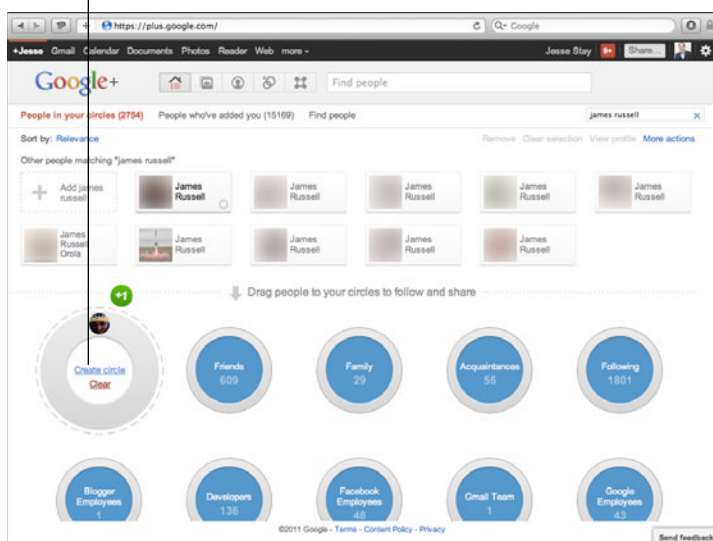 https://plus.google.com/
Google
+Jesse Gmail Calendar Documents Photos Reader Web more
Jesse Stay 9+ Share...
Google+
Find people
People in your circles (2754) People who've added you (15169) Find people
james russell
Sort by: Relevance
Remove Clear selection View profile More actions
Other people matching "james russell"
Add james
russell
James
Russell
James
Russell
James
Russell
James
Russell
James
Russell
James
Russell
Orola
James
Russell
James
Russell
James
Russell
James
Russell
Drag people to your circles to follow and share
+1
Create circle
Clear
Friends
609
Family
29
Acquaintances
55
Following
1801
Blogger
Employees
1
Developers
136
Facebook
Employees
48
Gmail Team
1
Google
Employees
43
©2011 Google - Terms - Content Policy - Privacy
Send feedback